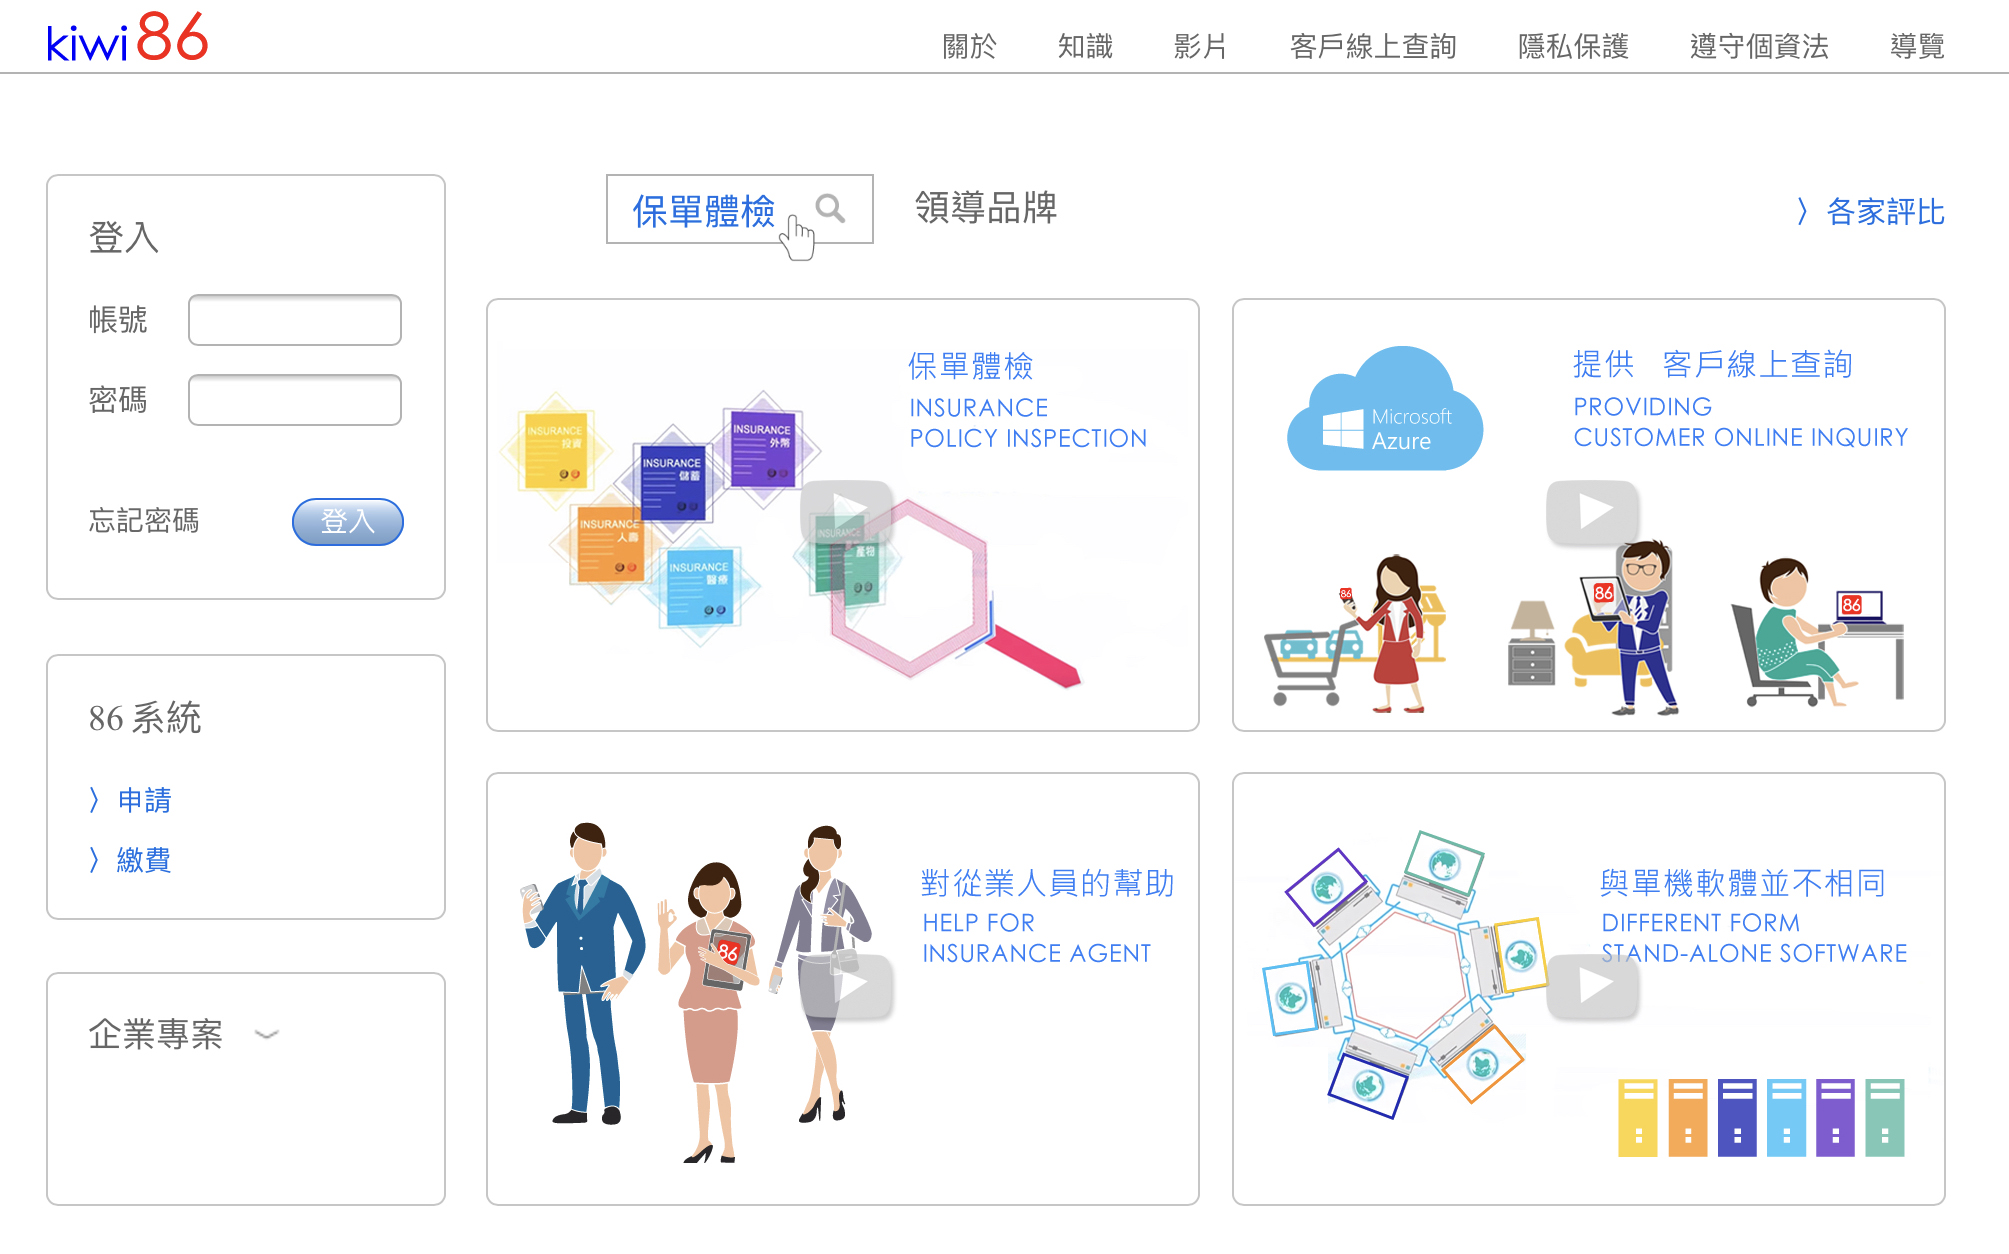 kiwi 86
關於 知識 影片 客戶線上查詢 隱私保護 遵守個資法 導覽
登入
帳號
密碼
忘記密碼 登入
86 系統
〉申請
〉繳費
企業專案
保單體檢 領導品牌 〉各家評比
保單體檢
INSURANCE
POLICY INSPECTION
INSURANCE
投資
INSURANCE
儲蓄
INSURANCE
外幣
INSURANCE
人壽
INSURANCE
醫療
INSURANCE
產物
Microsoft
Azure
提供 客戶線上查詢
PROVIDING
CUSTOMER ONLINE INQUIRY
86
86
86
對從業人員的幫助
HELP FOR
INSURANCE AGENT
86
與單機軟體並不相同
DIFFERENT FORM
STAND-ALONE SOFTWARE